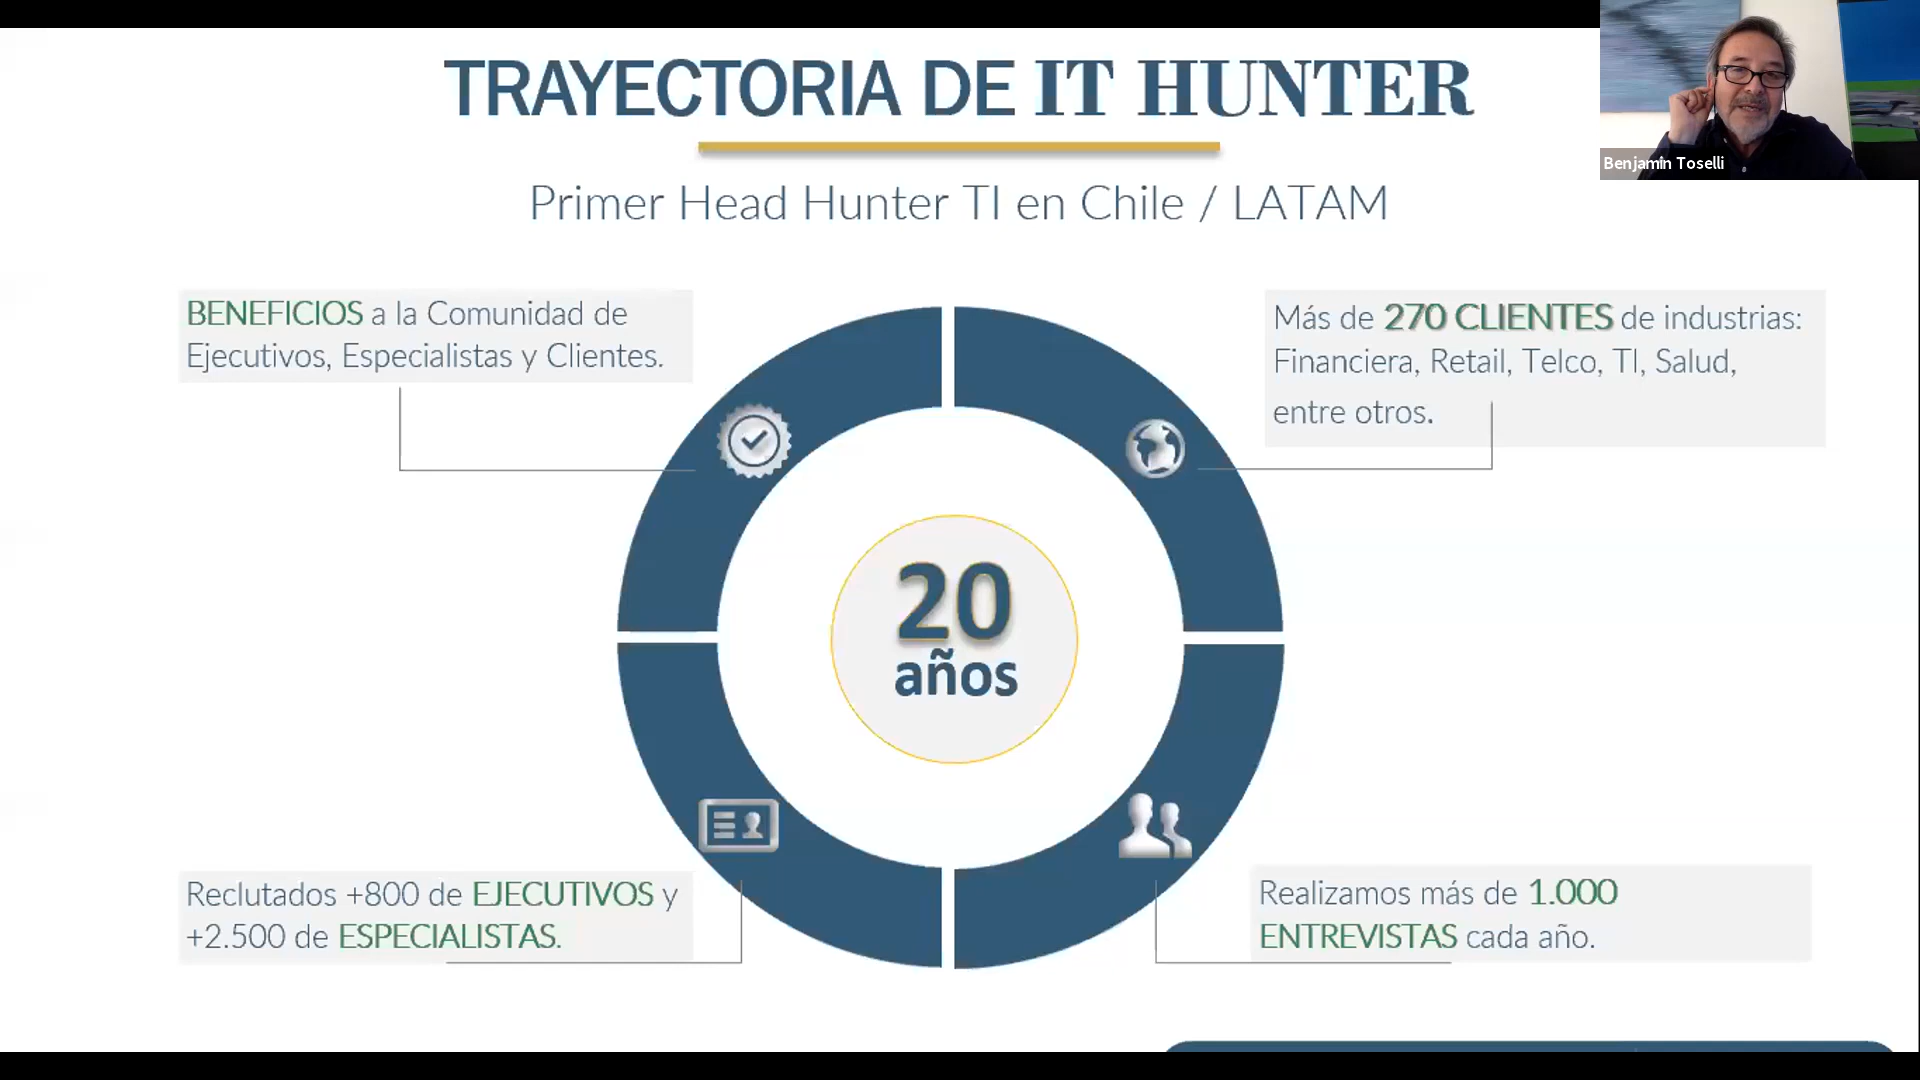 TRAYECTORIA DE IT HUNTER
Primer Head Hunter TI en Chile / LATAM
Benjamín Toselli
BENEFICIOS a la Comunidad de
Ejecutivos, Especialistas y Clientes.
Más de 270 CLIENTES de industrias:
Financiera, Retail, Telco, TI, Salud,
entre otros.
20
años
Reclutados +800 de EJECUTIVOS y
+2.500 de ESPECIALISTAS.
Realizamos más de 1.000
ENTREVISTAS cada año.